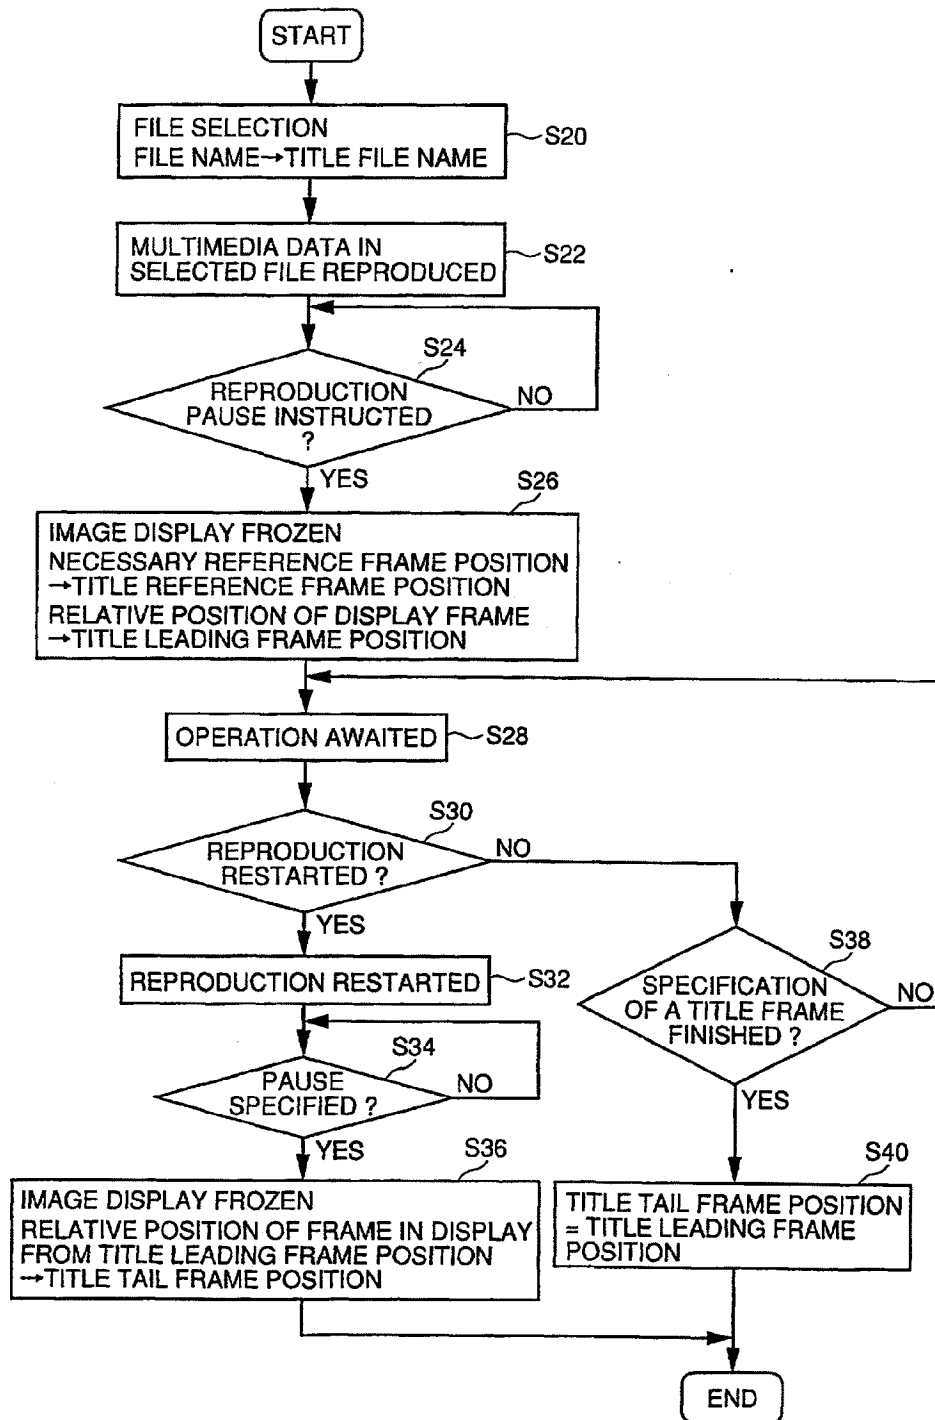 START
FILE SELECTION
FILE NAME→TITLE FILE NAME
S20
MULTIMEDIA DATA IN
SELECTED FILE REPRODUCED
S22
S24
REPRODUCTION
PAUSE INSTRUCTED
?
NO
YES
S26
IMAGE DISPLAY FROZEN
NECESSARY REFERENCE FRAME POSITION
→TITLE REFERENCE FRAME POSITION
RELATIVE POSITION OF DISPLAY FRAME
→TITLE LEADING FRAME POSITION
OPERATION AWAITED
S28
S30
REPRODUCTION
RESTARTED ?
NO
YES
REPRODUCTION RESTARTED
S32
S38
SPECIFICATION
OF A TITLE FRAME
FINISHED ?
NO
YES
S34
PAUSE
SPECIFIED ?
NO
YES
S36
IMAGE DISPLAY FROZEN
RELATIVE POSITION OF FRAME IN DISPLAY
FROM TITLE LEADING FRAME POSITION
→TITLE TAIL FRAME POSITION
S40
TITLE TAIL FRAME POSITION
= TITLE LEADING FRAME
POSITION
END